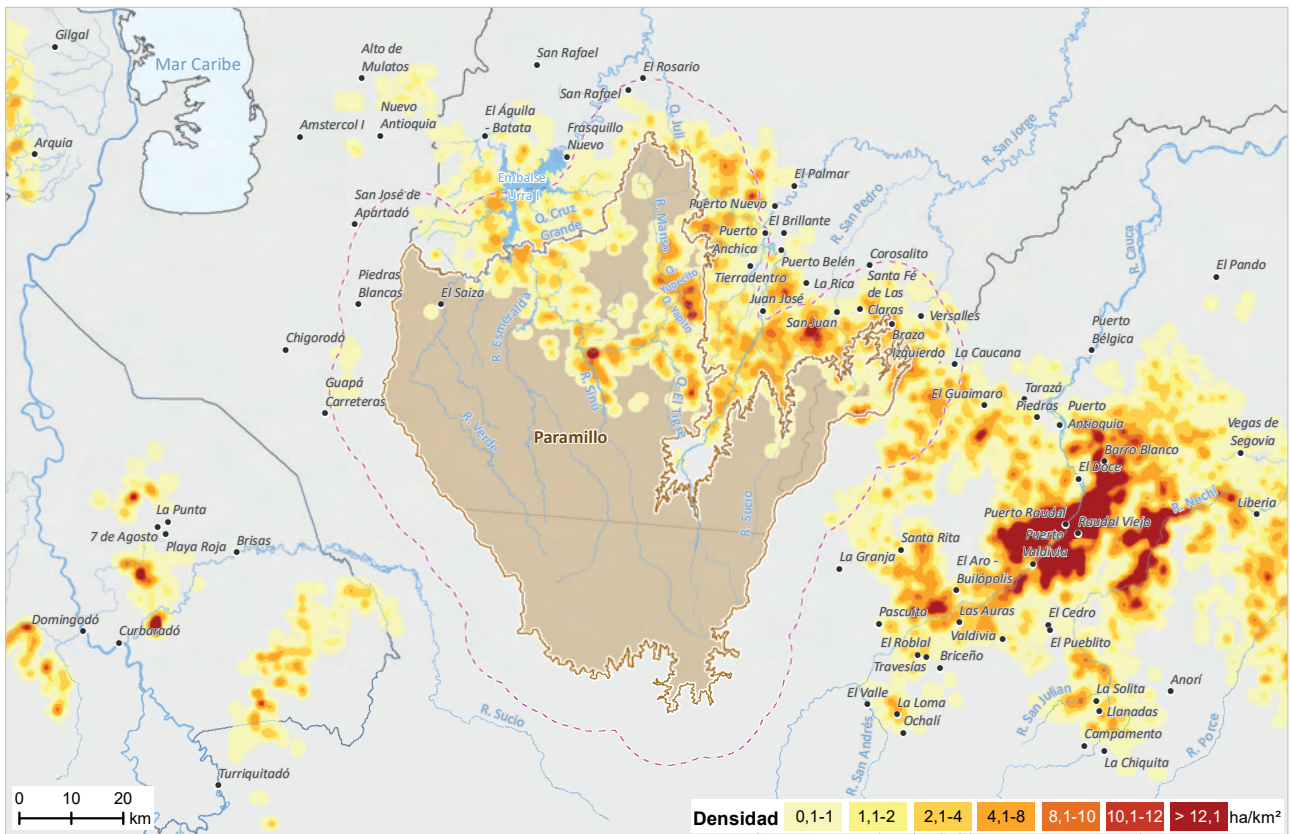 Gilgal
Mar Caribe
Alto de
Mulatos
San Rafael
El Rosario
San Rafael
Nuevo
Antioquia
Amstercol I
El Águila
- Batata
Frasquillo
Nuevo
Q. Juli
Arquia
R. San Jorge
Embalse
Urra I
El Palmar
San José de
Apartadó
Q. Cruz
Grande
R. Manso
Puerto Nuevo
R. San Pedro
El Brillante
Puerto
Anchica
R. Cauca
Puerto Belén
Corosalito
El Pando
Piedras
Blancas
El Saiza
Q.
Yupecito
Tierradentro
La Rica
Santa Fé
de Las
Claras
R. Esmeralda
Juan José
San Juan
Versalles
Chigorodó
Brazo
Izquierdo
Puerto
Bélgica
La Caucana
Guapá
Carreteras
R. Sinú
Q. El Tigre
El Guaimaro
Tarazá
Piedras
Puerto
Antioquia
R. Verde
Paramillo
Vegas de
Segovia
Barro Blanco
El Doce
R. Sucio
R. Nechí
Liberia
La Punta
7 de Agosto
Playa Roja
Brisas
Puerto Raudal
Raudal Viejo
Puerto
Valdivia
Santa Rita
La Granja
El Aro -
Builópolis
Domingodó
Curbaradó
Pascuita
Las Auras
El Cedro
Valdivia
El Pueblito
El Roblal
Travesías
Briceño
El Valle
La Loma
Ochalí
R. San Julian
La Solita
Llanadas
Anorí
R. Sucio
R. San Andrés
Campamento
La Chiquita
R. Porce
Turriquitadó
0 10 20
km
Densidad 0,1-1 1,1-2 2,1-4 4,1-8 8,1-10 10,1-12 > 12,1 ha/km²